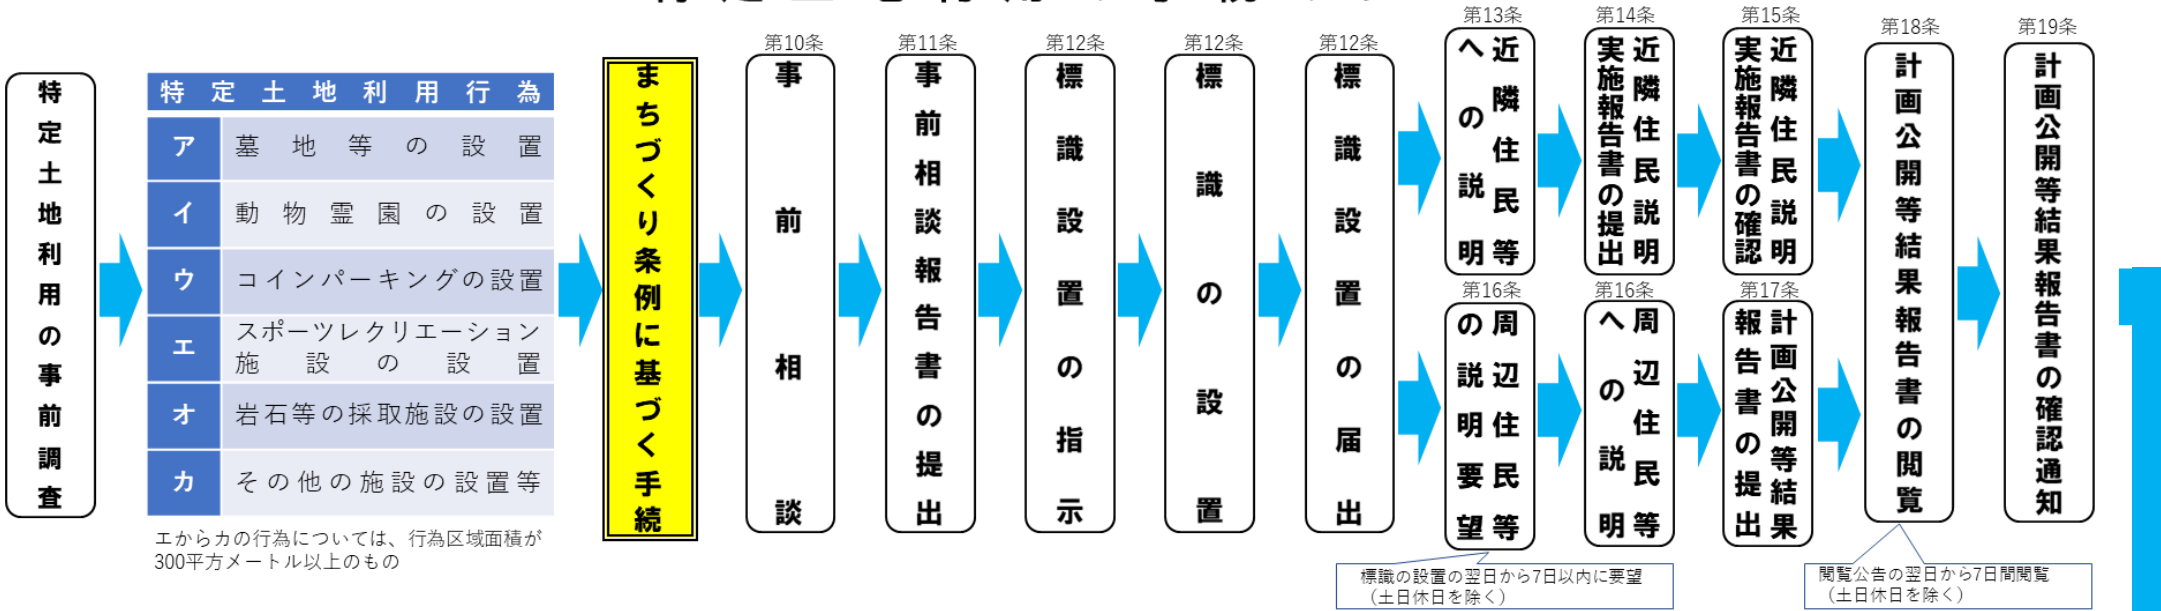 特定土地利用の事前調査
特定土地利用行為
ア 墓地等の設置
イ 動物霊園の設置
ウ コインパーキングの設置
エ スポーツレクリエーション
施設の設置
オ 岩石等の採取施設の設置
カ その他の施設の設置等
エからカの行為については、行為区域面積が
300平方メートル以上のもの
まちづくり条例に基づく手続
第10条
事前相談
第11条
事前相談報告書の提出
第12条
標識設置の指示
第12条
標識の設置
第12条
標識設置の届出
第13条
近隣住民等
への説明
第14条
近隣住民説明
実施報告書の提出
第15条
近隣住民説明
実施報告書の確認
第16条
周辺住民等
の説明要望
標識の設置の翌日から7日以内に要望
（土日休日を除く）
第16条
周辺住民等
への説明
第17条
計画公開等結果
報告書の提出
第18条
計画公開等結果報告書の閲覧
閲覧公告の翌日から7日間閲覧
（土日休日を除く）
第19条
計画公開等結果報告書の確認通知